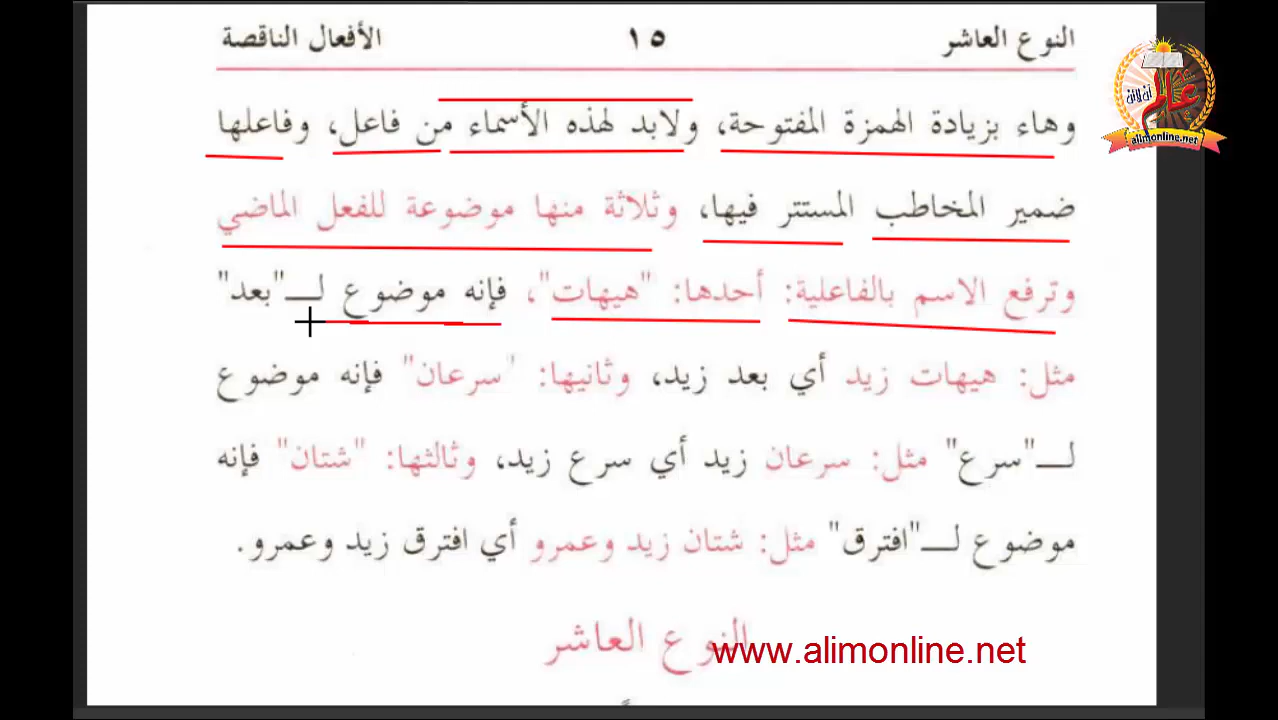 النوع العاشر ١٥ الأفعال الناقصة
وهاء بزيادة الهمزة المفتوحة، ولابد لهذه الأسماء من فاعل، وفاعلها
ضمير المخاطب المستتر فيها، وثلاثة منها موضوعة للفعل الماضي
وترفع الاسم بالفاعلية: أحدها: "هيهات"، فإنه موضوع لـ"بعد"
مثل: هيهات زيد أي بعد زيد، وثانيها: "سرعان" فإنه موضوع
لـ"سرع" مثل: سرعان زيد أي سرع زيد، وثالثها: "شتان" فإنه
موضوع لـ"افترق" مثل: شتان زيد وعمرو أي افترق زيد وعمرو.
النوع العاشر
www.alimonline.net
عالم
آن لائن
alimonline.net